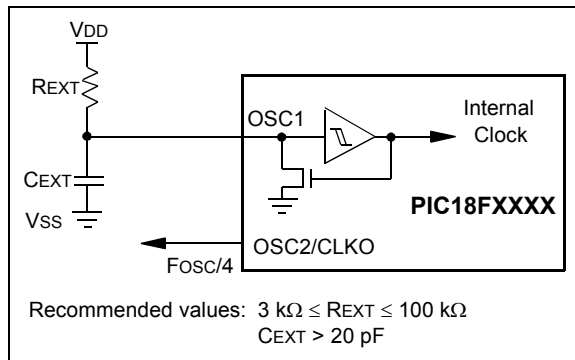 VDD
REXT
OSC1
Internal
Clock
CEXT
PIC18FXXXX
VSS
OSC2/CLKO
FOSC/4
Recommended values: 3 kΩ ≤ REXT ≤ 100 kΩ
CEXT > 20 pF